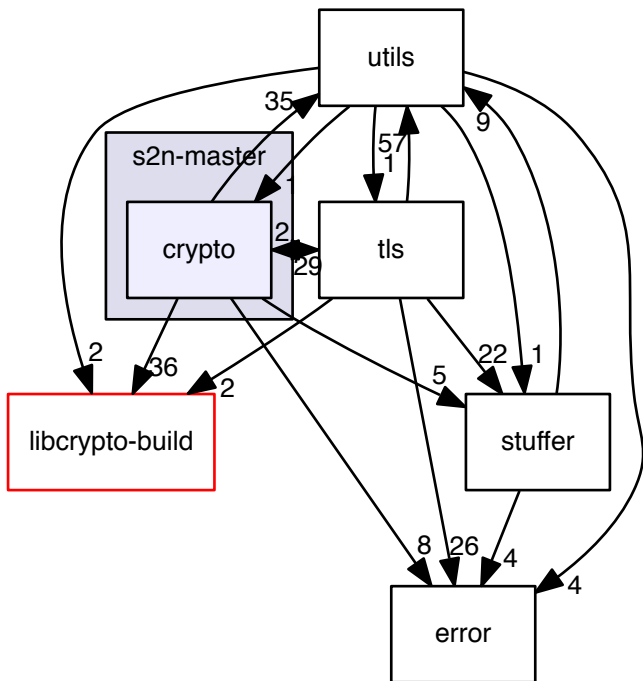 utils
35
9
57
s2n-master
1
1
crypto
2
29
tls
2
36
2
5
22
1
libcrypto-build
stuffer
8
26
4
4
error